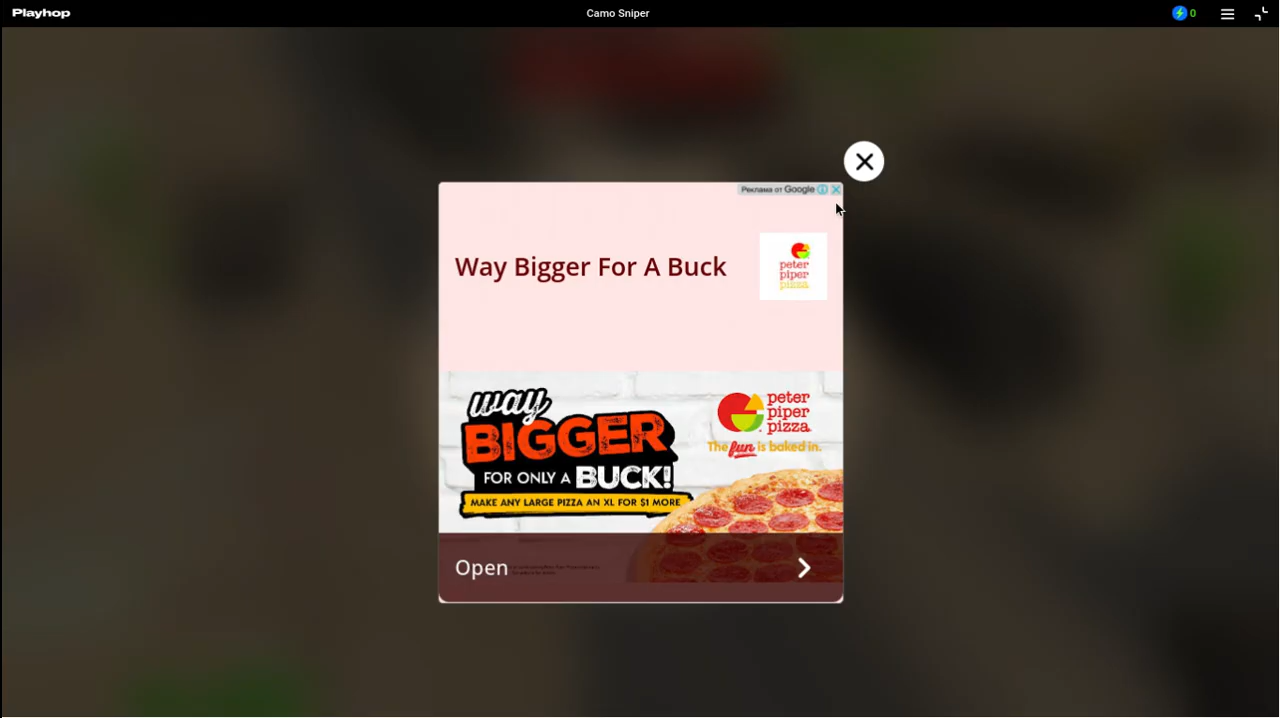 Playhop
Camo Sniper
0
Реклама от Google
Way Bigger For A Buck
peter
piper
pizza
way
BIGGER
FOR ONLY A BUCK!
MAKE ANY LARGE PIZZA AN XL FOR $1 MORE
peter
piper
pizza
The fun is baked in.
Open